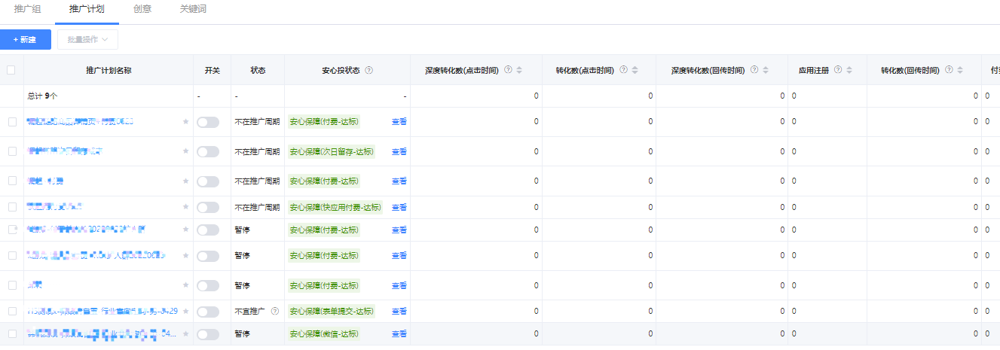 推广组 推广计划 创意 关键词
+ 新建 批量操作
推广计划名称 开关 状态 安心投状态 深度转化数(点击时间) 转化数(点击时间) 深度转化数(回传时间) 应用注册 转化数(回传时间)
总计 9个 - - - 0 0 0 0 0 0
不在推广周期 安心保障(付费-达标) 查看 0 0 0 0 0 0
不在推广周期 安心保障(次日留存-达标) 查看 0 0 0 0 0 0
不在推广周期 安心保障(付费-达标) 查看 0 0 0 0 0 0
不在推广周期 安心保障(快应用付费-达标) 查看 0 0 0 0 0 0
暂停 安心保障(付费-达标) 查看 0 0 0 0 0 0
暂停 安心保障(付费-达标) 查看 0 0 0 0 0 0
暂停 安心保障(付费-达标) 查看 0 0 0 0 0 0
不宜推广 安心保障(表单提交-达标) 查看 0 0 0 0 0 0
暂停 安心保障(微信-达标) 查看 0 0 0 0 0 0